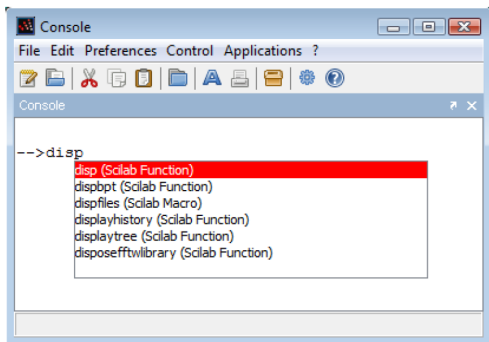 Console
File Edit Preferences Control Applications ?
Console
-->disp
disp (Scilab Function)
dispbpt (Scilab Function)
dispfiles (Scilab Macro)
displayhistory (Scilab Function)
displaytree (Scilab Function)
disposefftwlibrary (Scilab Function)